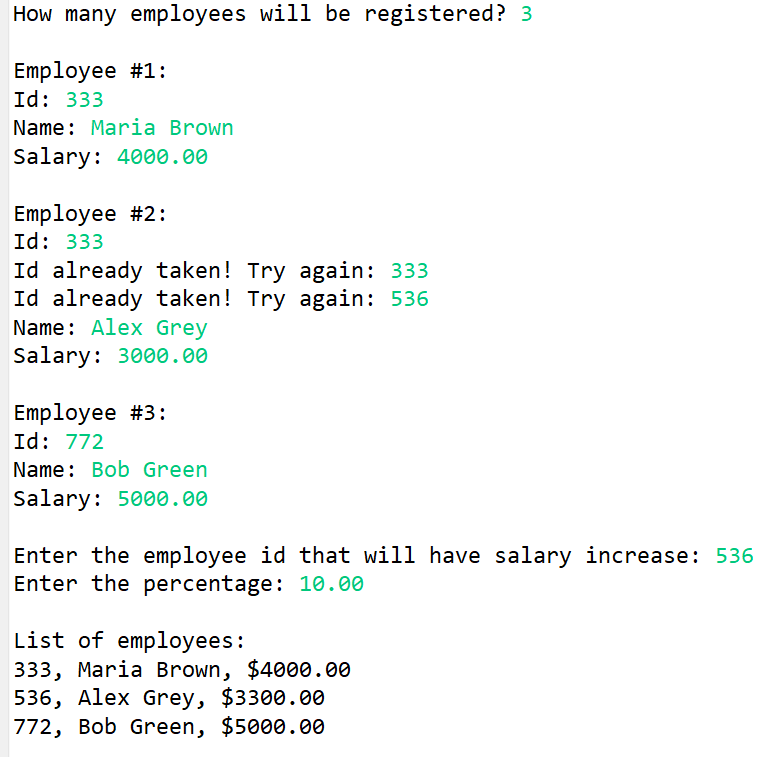 How many employees will be registered? 3
Employee #1:
Id: 333
Name: Maria Brown
Salary: 4000.00
Employee #2:
Id: 333
Id already taken! Try again: 333
Id already taken! Try again: 536
Name: Alex Grey
Salary: 3000.00
Employee #3:
Id: 772
Name: Bob Green
Salary: 5000.00
Enter the employee id that will have salary increase: 536
Enter the percentage: 10.00
List of employees:
333, Maria Brown, $4000.00
536, Alex Grey, $3300.00
772, Bob Green, $5000.00